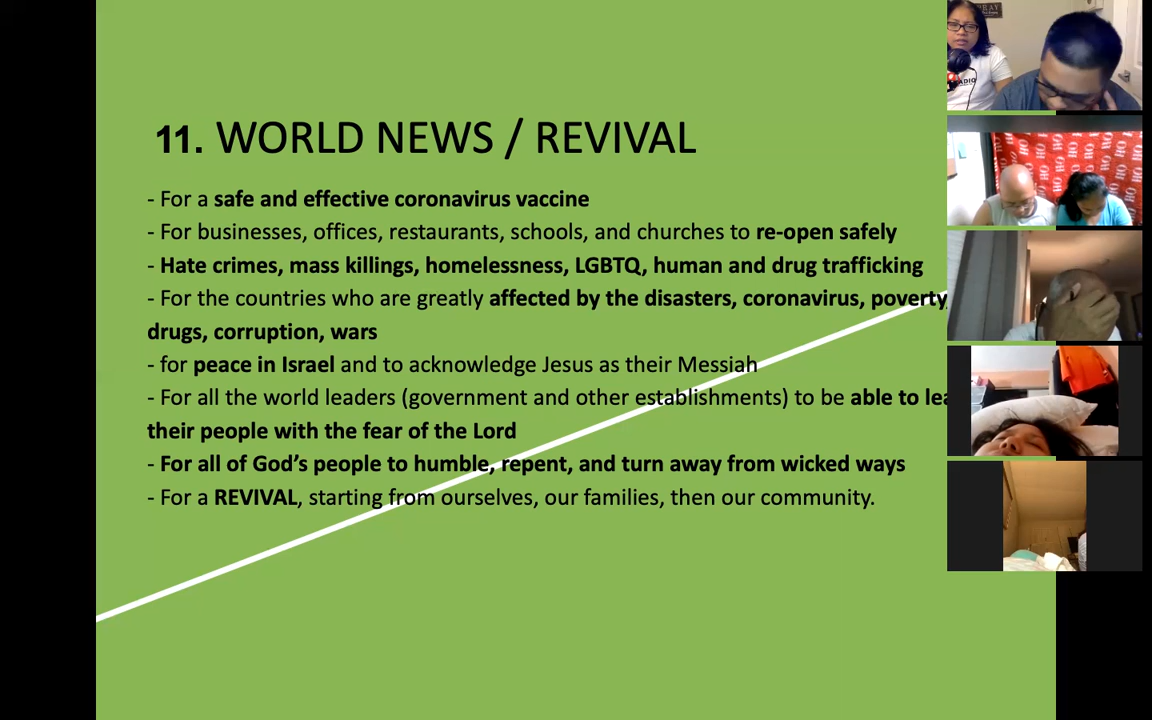 11. WORLD NEWS / REVIVAL
- For a safe and effective coronavirus vaccine
- For businesses, offices, restaurants, schools, and churches to re-open safely
- Hate crimes, mass killings, homelessness, LGBTQ, human and drug trafficking
- For the countries who are greatly affected by the disasters, coronavirus, poverty
drugs, corruption, wars
- for peace in Israel and to acknowledge Jesus as their Messiah
- For all the world leaders (government and other establishments) to be able to lea
their people with the fear of the Lord
- For all of God’s people to humble, repent, and turn away from wicked ways
- For a REVIVAL, starting from ourselves, our families, then our community.